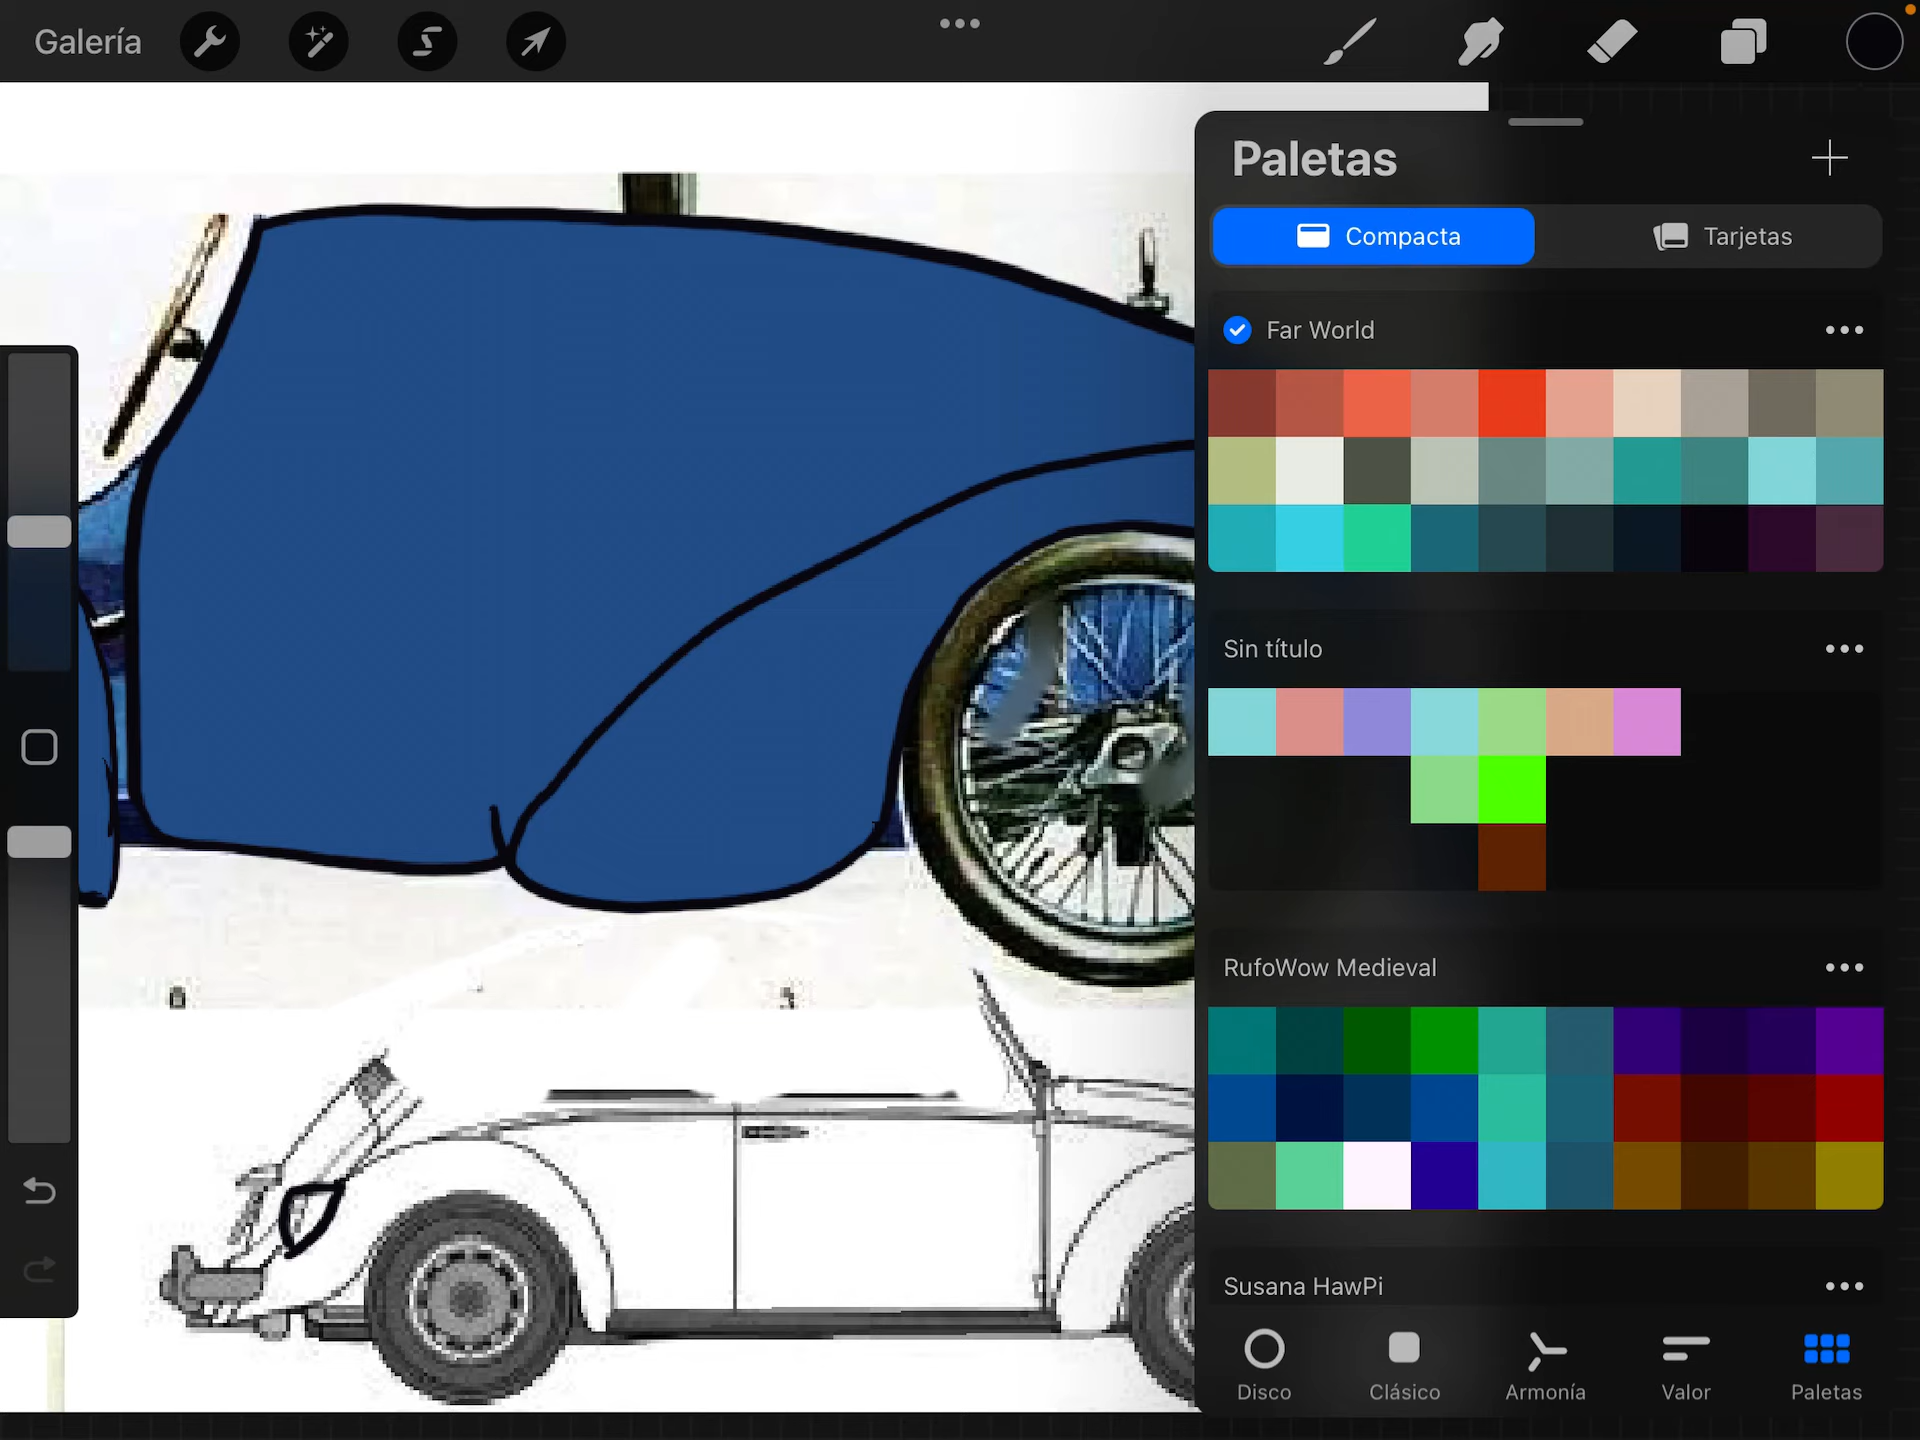 Galería
Paletas
Compacta
Tarjetas
Far World
Sin título
RufoWow Medieval
Susana HawPi
Disco
Clásico
Armonía
Valor
Paletas